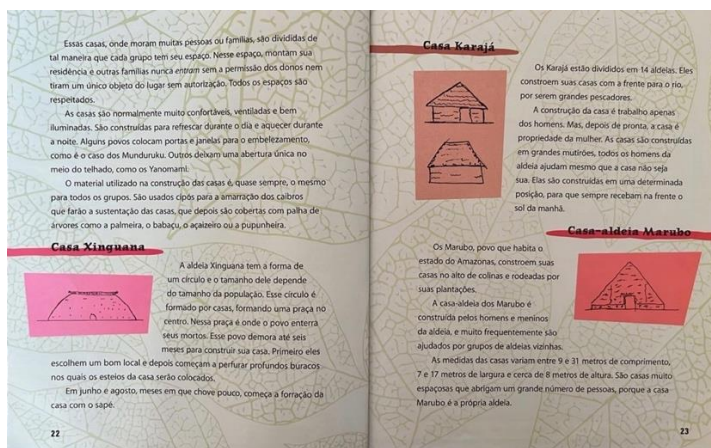 Essas casas, onde moram muitas pessoas ou famílias, são divididas de
tal maneira que cada grupo tem seu espaço. Nesse espaço, montam sua
residência e outras famílias nunca entram sem a permissão dos donos nem
tiram um único objeto do lugar sem autorização. Todos os espaços são
respeitados.
As casas são normalmente muito confortáveis, ventiladas e bem
iluminadas. São construídas para refrescar durante o dia e aquecer durante
a noite. Alguns povos colocam portas e janelas para o embelezamento,
como é o caso dos Munduruku. Outros deixam uma abertura única no
meio do telhado, como os Yanomami.
O material utilizado na construção das casas é, quase sempre, o mesmo
para todos os grupos. São usados cipós para a amarração dos caibros
que farão a sustentação das casas, que depois são cobertas com palha de
árvores como a palmeira, o babaçu, o açaizeiro ou a pupunheira.
Casa Xinguana
A aldeia Xinguana tem a forma de
um círculo e o tamanho dele depende
do tamanho da população. Esse círculo é
formado por casas, formando uma praça no
centro. Nessa praça é onde o povo enterra
seus mortos. Esse povo demora até seis
meses para construir sua casa. Primeiro eles
escolhem um bom local e depois começam a perfurar profundos buracos
nos quais os esteios da casa serão colocados.
Em junho e agosto, meses em que chove pouco, começa a forração da
casa com o sapé.
22
Casa Karajá
Os Karajá estão divididos em 14 aldeias. Eles
constroem suas casas com a frente para o rio,
por serem grandes pescadores.
A construção da casa é trabalho apenas
dos homens. Mas, depois de pronta, a casa é
propriedade da mulher. As casas são construídas
em grandes mutirões, todos os homens da
aldeia ajudam mesmo que a casa não seja
sua. Elas são construídas em uma determinada
posição, para que sempre recebam na frente o
sol da manhã.
Casa-aldeia Marubo
Os Marubo, povo que habita o
estado do Amazonas, constroem suas
casas no alto de colinas e rodeadas por
suas plantações.
A casa-aldeia dos Marubo é
construída pelos homens e meninos
da aldeia, e muito frequentemente são
ajudados por grupos de aldeias vizinhas.
As medidas das casas variam entre 9 e 31 metros de comprimento,
7 e 17 metros de largura e cerca de 8 metros de altura. São casas muito
espaçosas que abrigam um grande número de pessoas, porque a casa
Marubo é a própria aldeia.
23